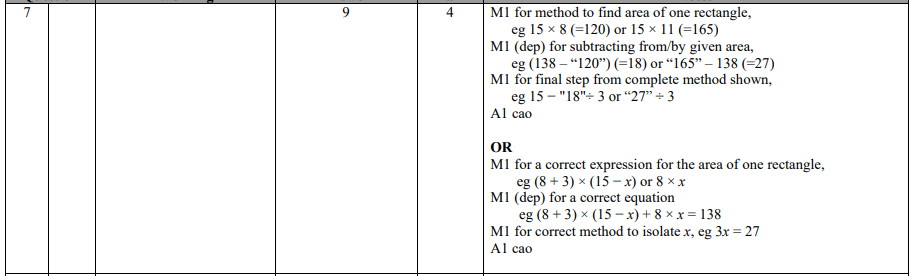 7 9 4 M1 for method to find area of one rectangle,
eg 15 × 8 (=120) or 15 × 11 (=165)
M1 (dep) for subtracting from/by given area,
eg (138 – “120”) (=18) or “165” – 138 (=27)
M1 for final step from complete method shown,
eg 15 – "18"÷ 3 or “27” ÷ 3
A1 cao
OR
M1 for a correct expression for the area of one rectangle,
eg (8 + 3) × (15 − x) or 8 × x
M1 (dep) for a correct equation
eg (8 + 3) × (15 – x) + 8 × x = 138
M1 for correct method to isolate x, eg 3x = 27
A1 cao